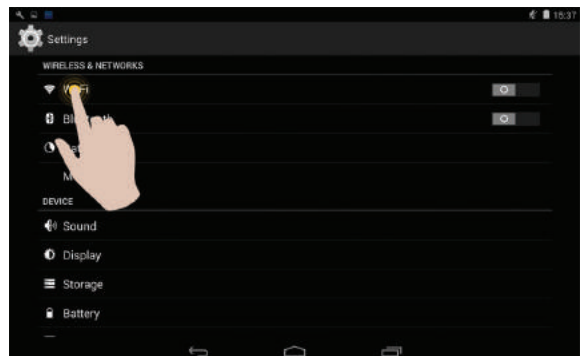 15:37
Settings
WIRELESS & NETWORKS
DEVICE
Sound
Display
Storage
Battery